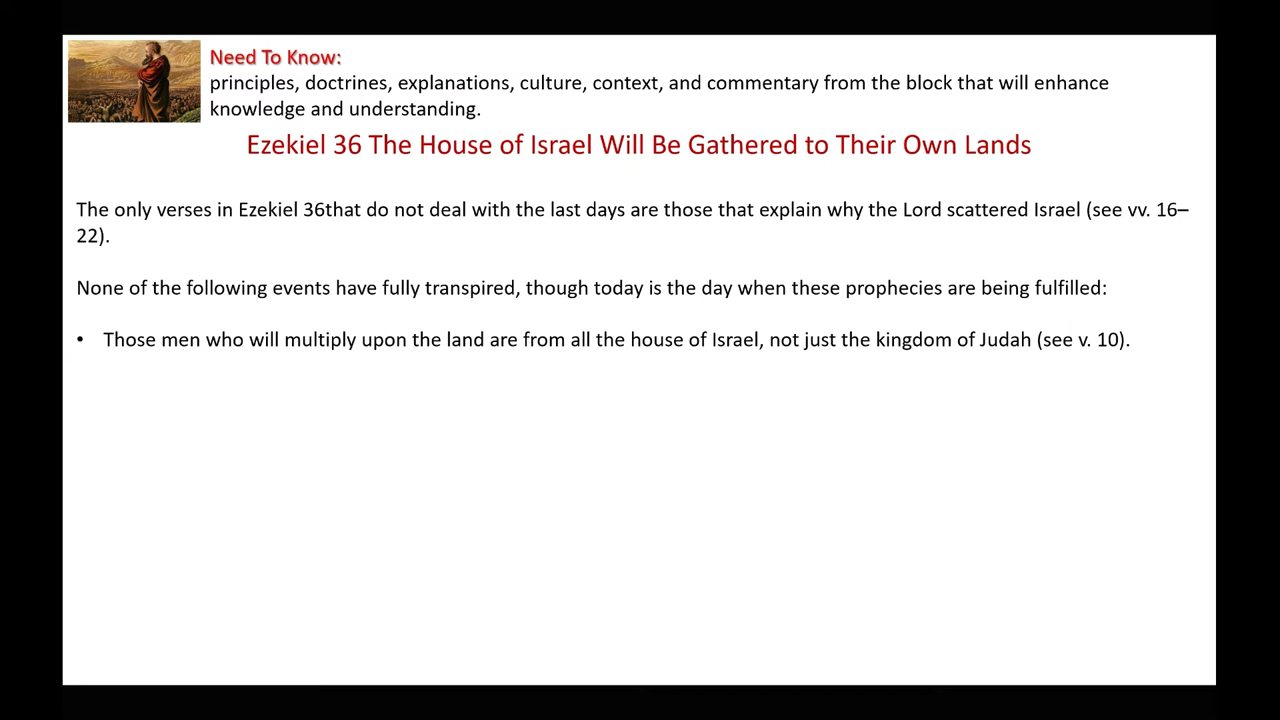 Need To Know:
principles, doctrines, explanations, culture, context, and commentary from the block that will enhance
knowledge and understanding.
Ezekiel 36 The House of Israel Will Be Gathered to Their Own Lands
The only verses in Ezekiel 36that do not deal with the last days are those that explain why the Lord scattered Israel (see vv. 16–
22).
None of the following events have fully transpired, though today is the day when these prophecies are being fulfilled:
• Those men who will multiply upon the land are from all the house of Israel, not just the kingdom of Judah (see v. 10).